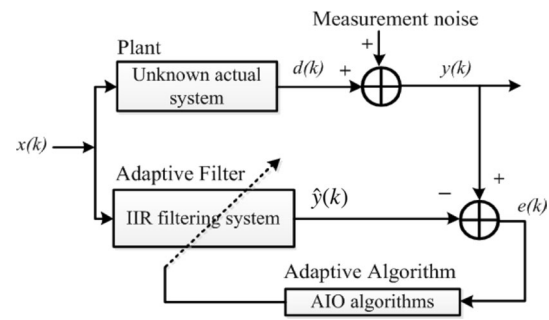 Measurement noise
+
Plant
Unknown actual
system
d(k)
+
y(k)
x(k)
Adaptive Filter
IIR filtering system
ŷ(k)
−
+
e(k)
Adaptive Algorithm
AIO algorithms